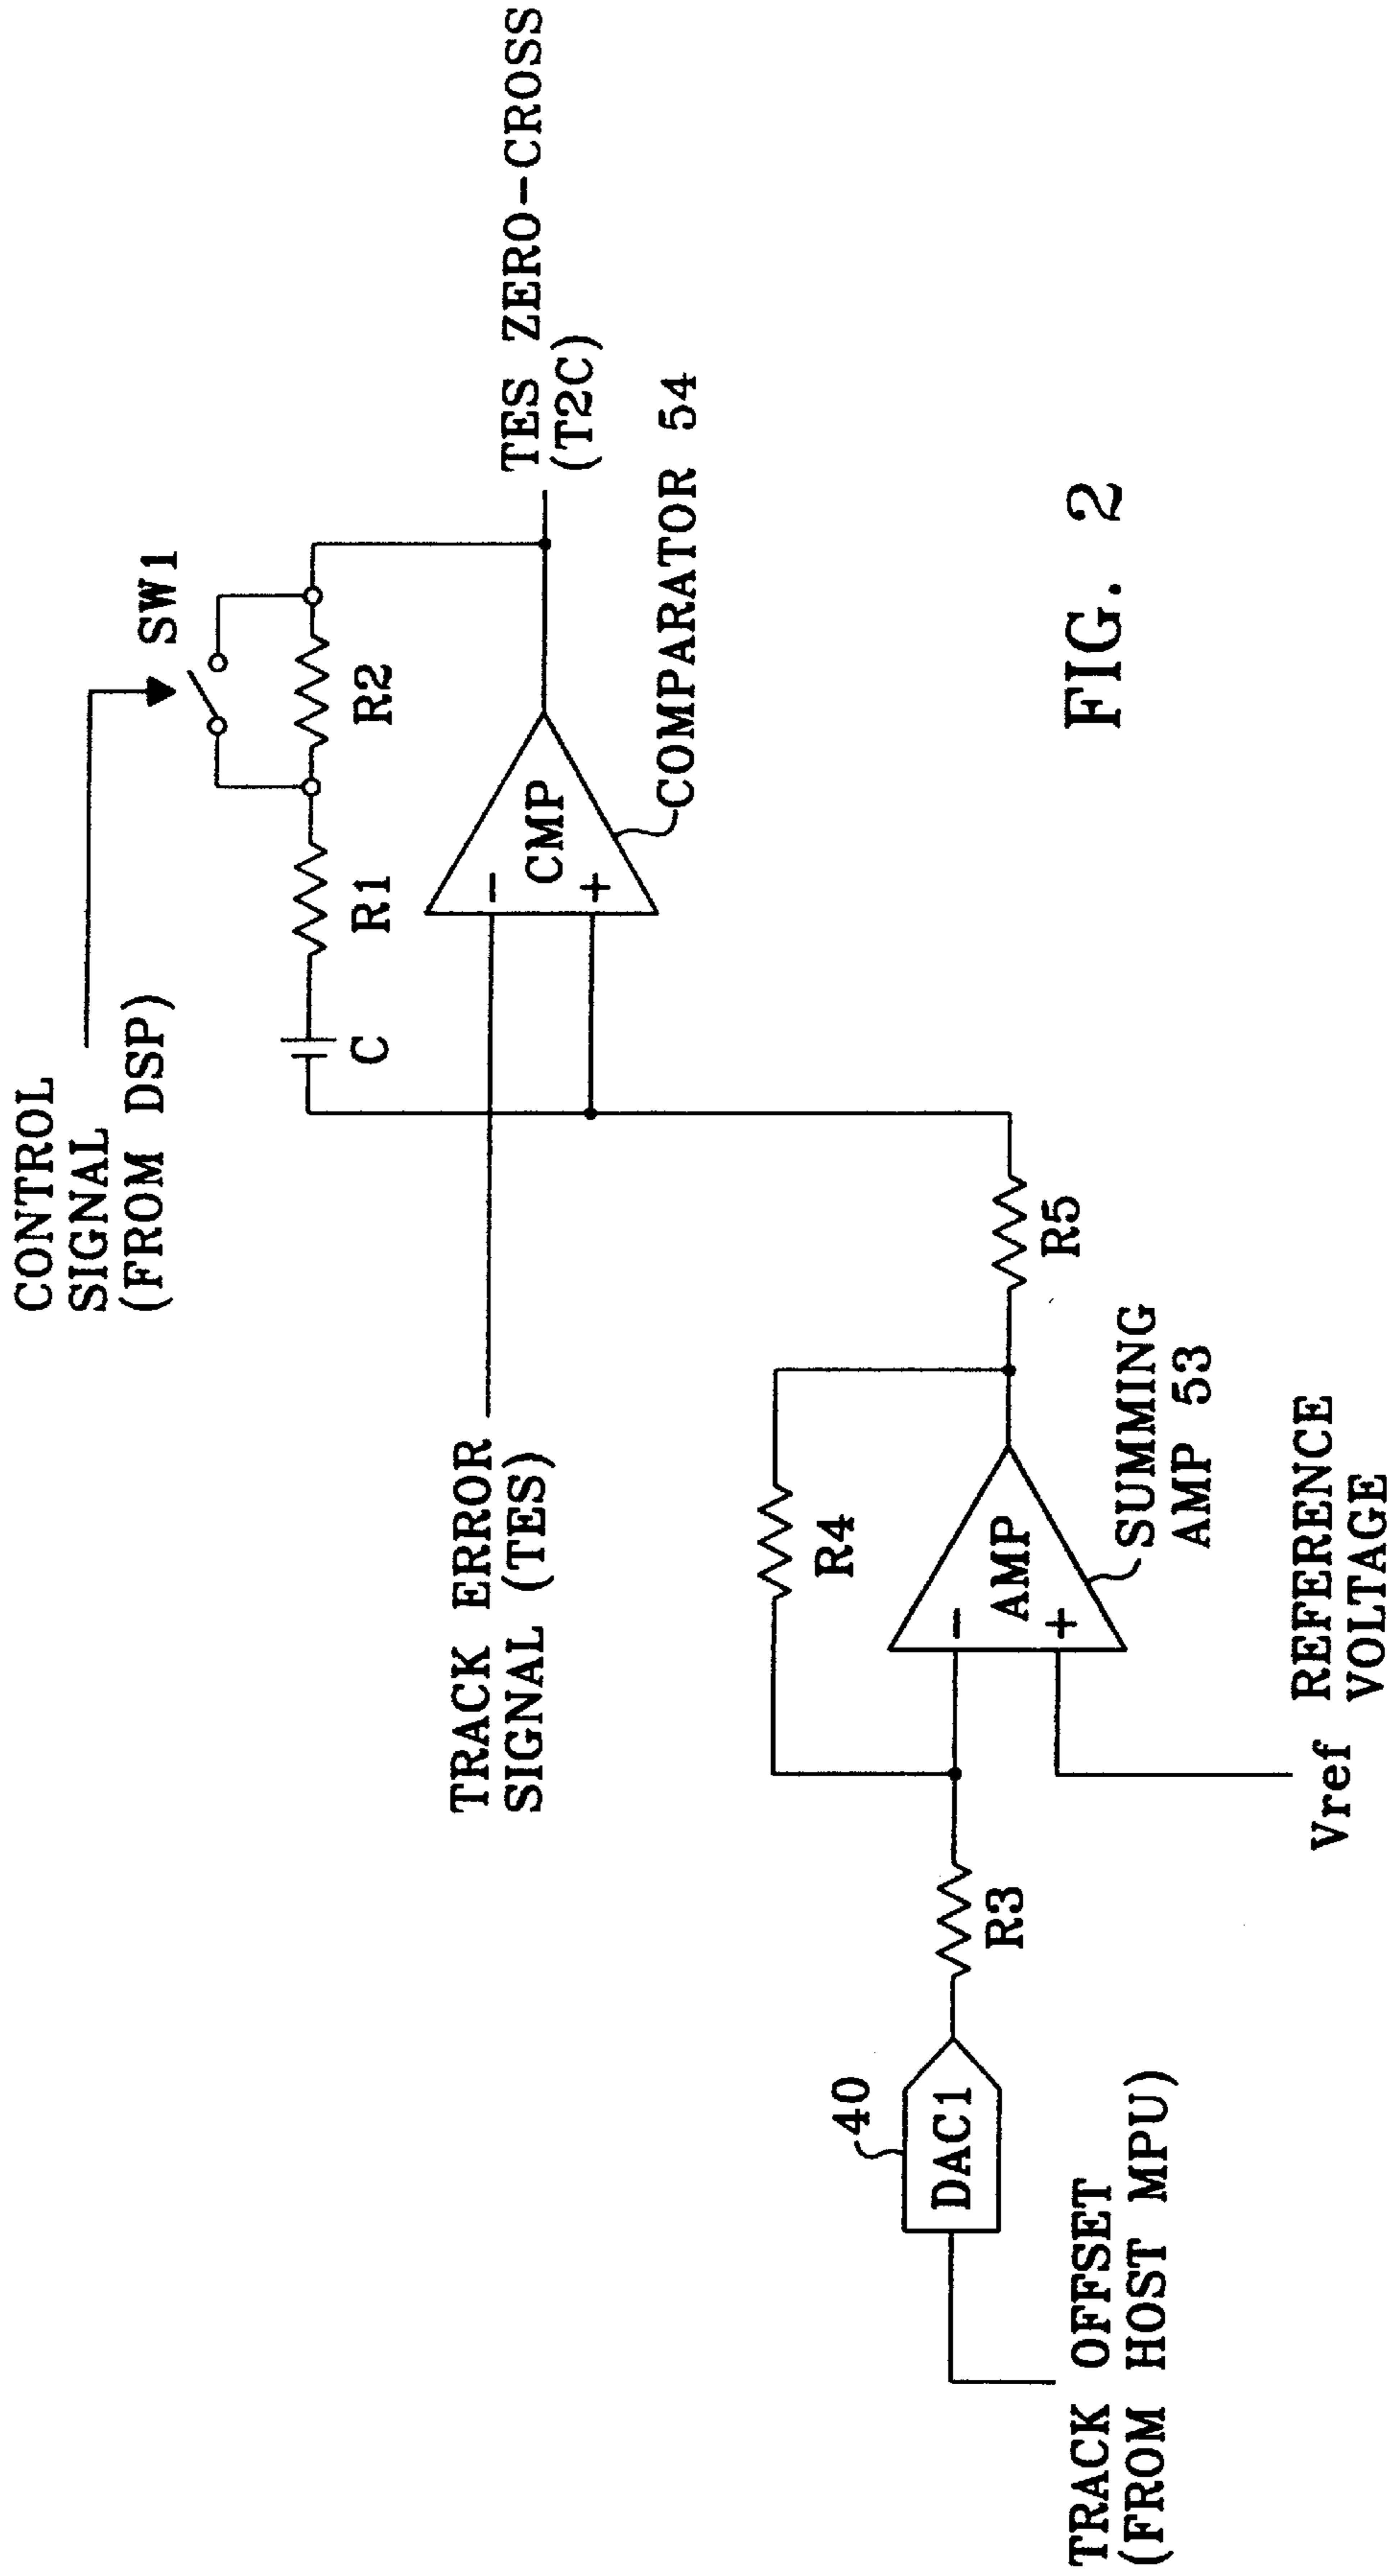 CONTROL
SIGNAL
(FROM DSP)
SW1
C
R1
R2
TRACK ERROR
SIGNAL (TES)
-
+
CMP
TES ZERO-CROSS
(T2C)
COMPARATOR 54
R4
R5
40
DAC1
R3
-
+
AMP
SUMMING
AMP 53
TRACK OFFSET
(FROM HOST MPU)
Vref
REFERENCE
VOLTAGE
FIG. 2